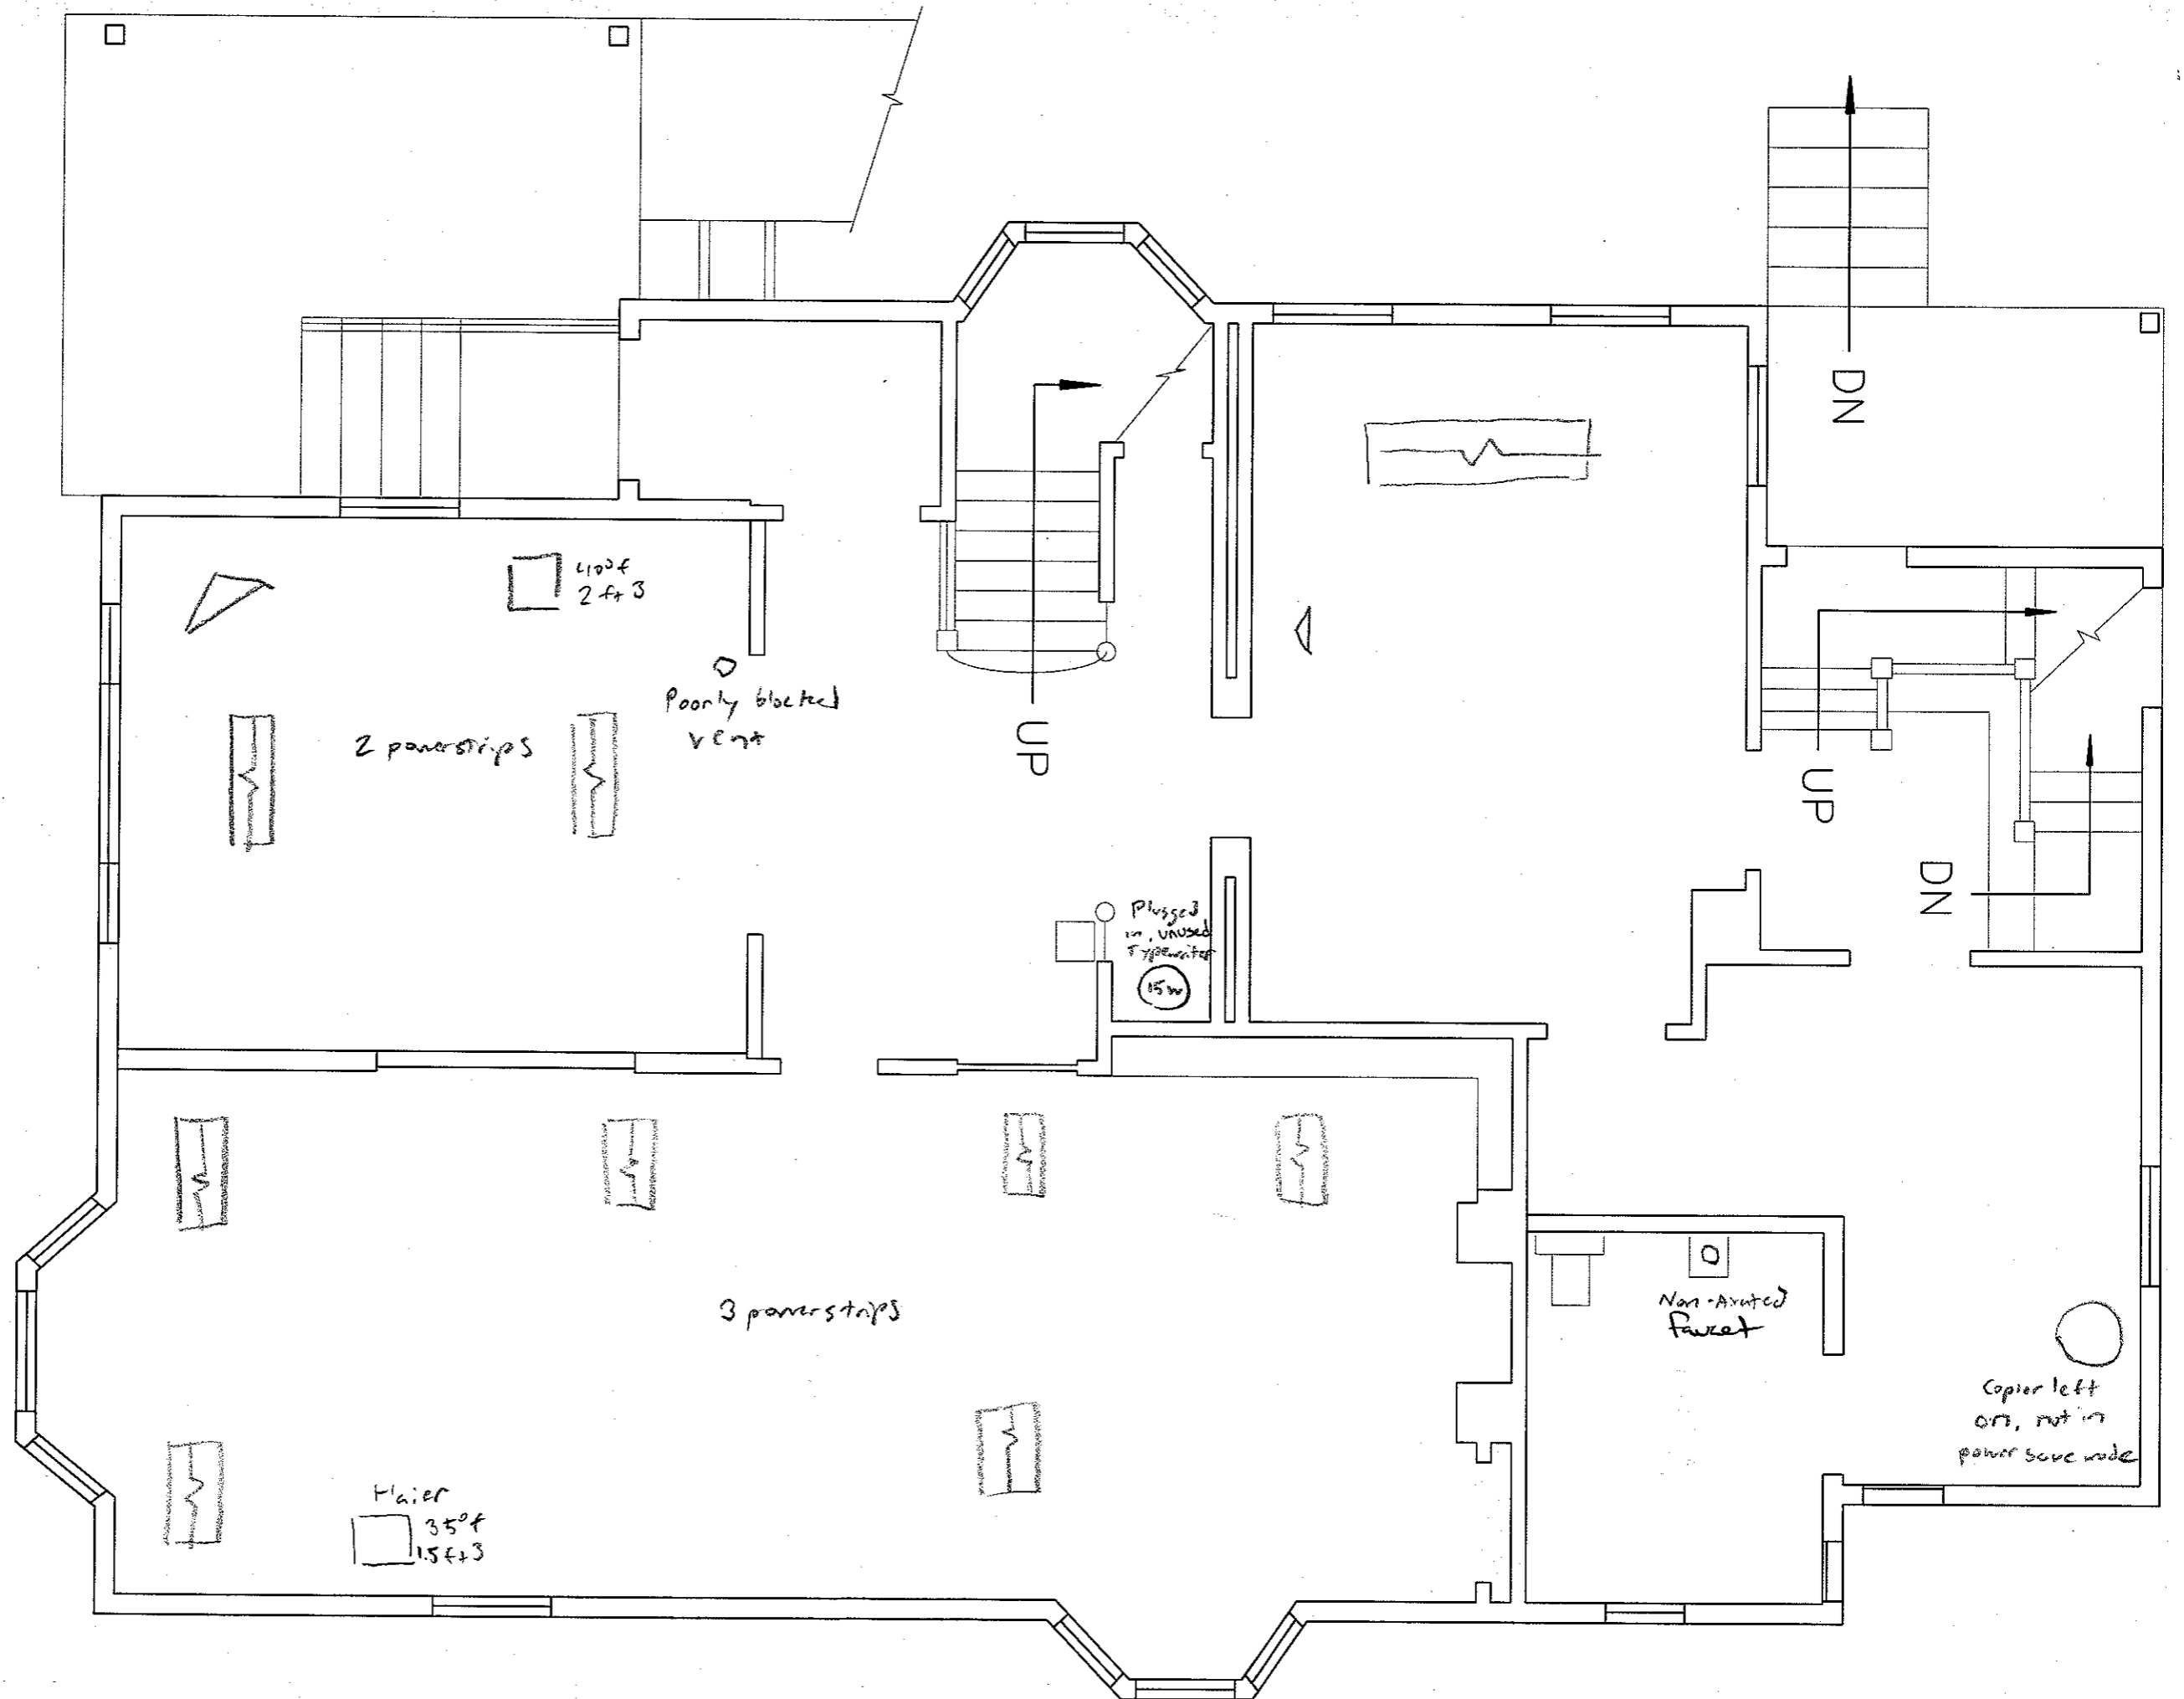 DN
40°f
2 ft3
Poorly blocked
vent
2 powerstrips
UP
UP
DN
Plugged
in, unused
Typewriter
15w
3 powerstrips
Non-Arated
faucet
Copier left
on, not in
power save mode
Haier
35°f
1.5 ft3